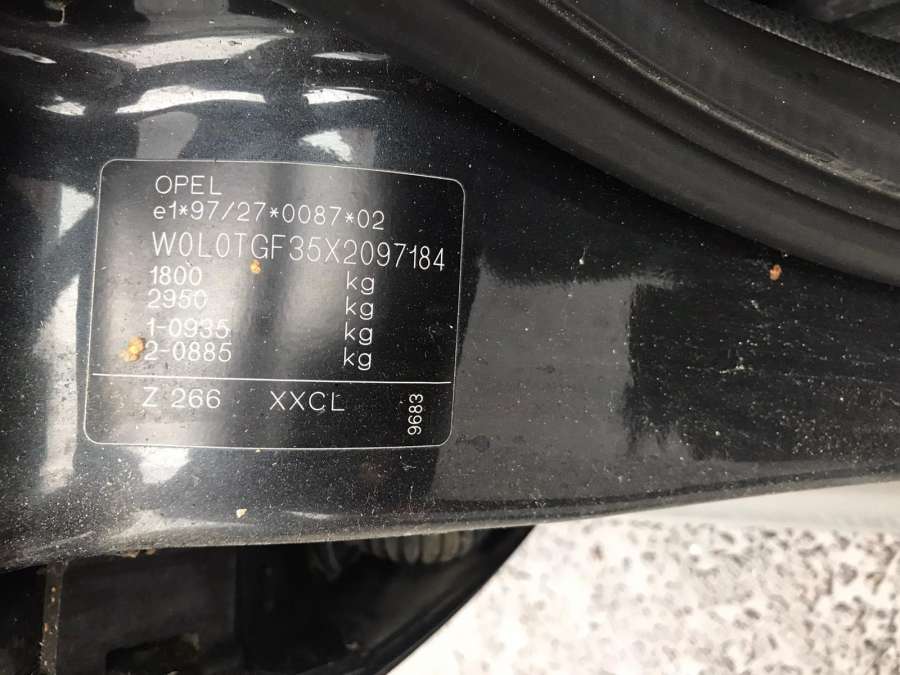 OPEL
e1*97/27*0087*02
W0L0TGF35X2097184
1800 kg
2950 kg
1-0935 kg
2-0885 kg
Z 266 XXCL
9683